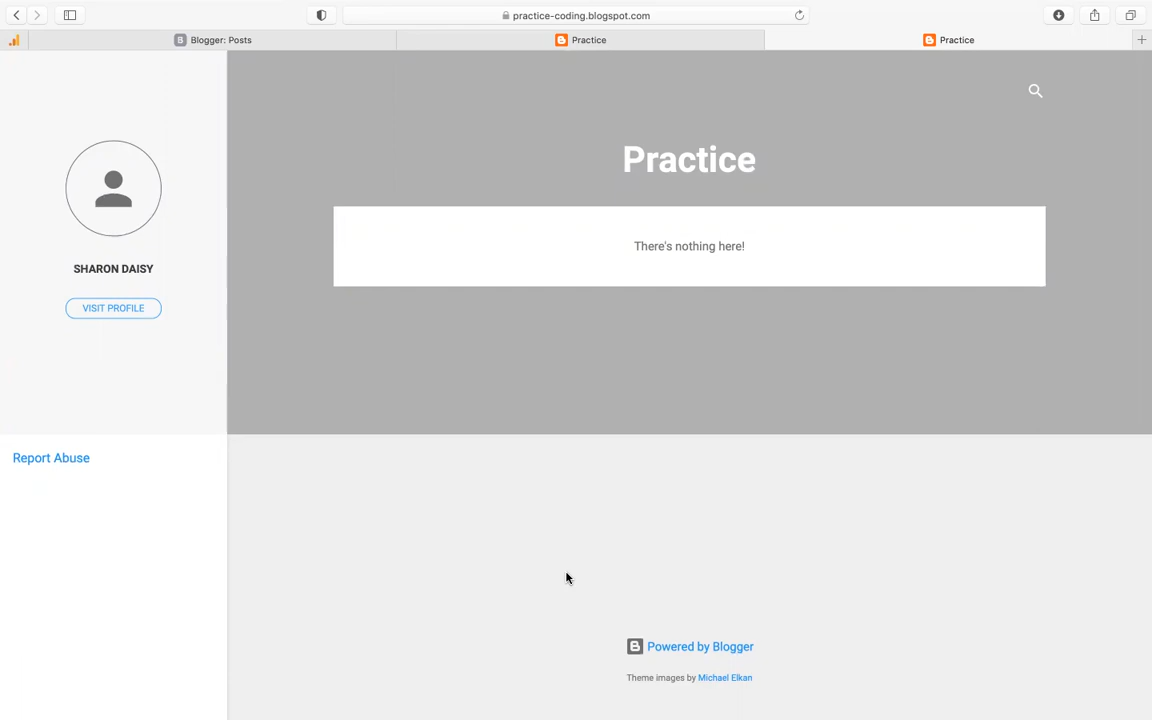 practice-coding.blogspot.com
B Blogger: Posts
Practice
Practice
SHARON DAISY
VISIT PROFILE
Report Abuse
Practice
There's nothing here!
Powered by Blogger
Theme images by Michael Elkan